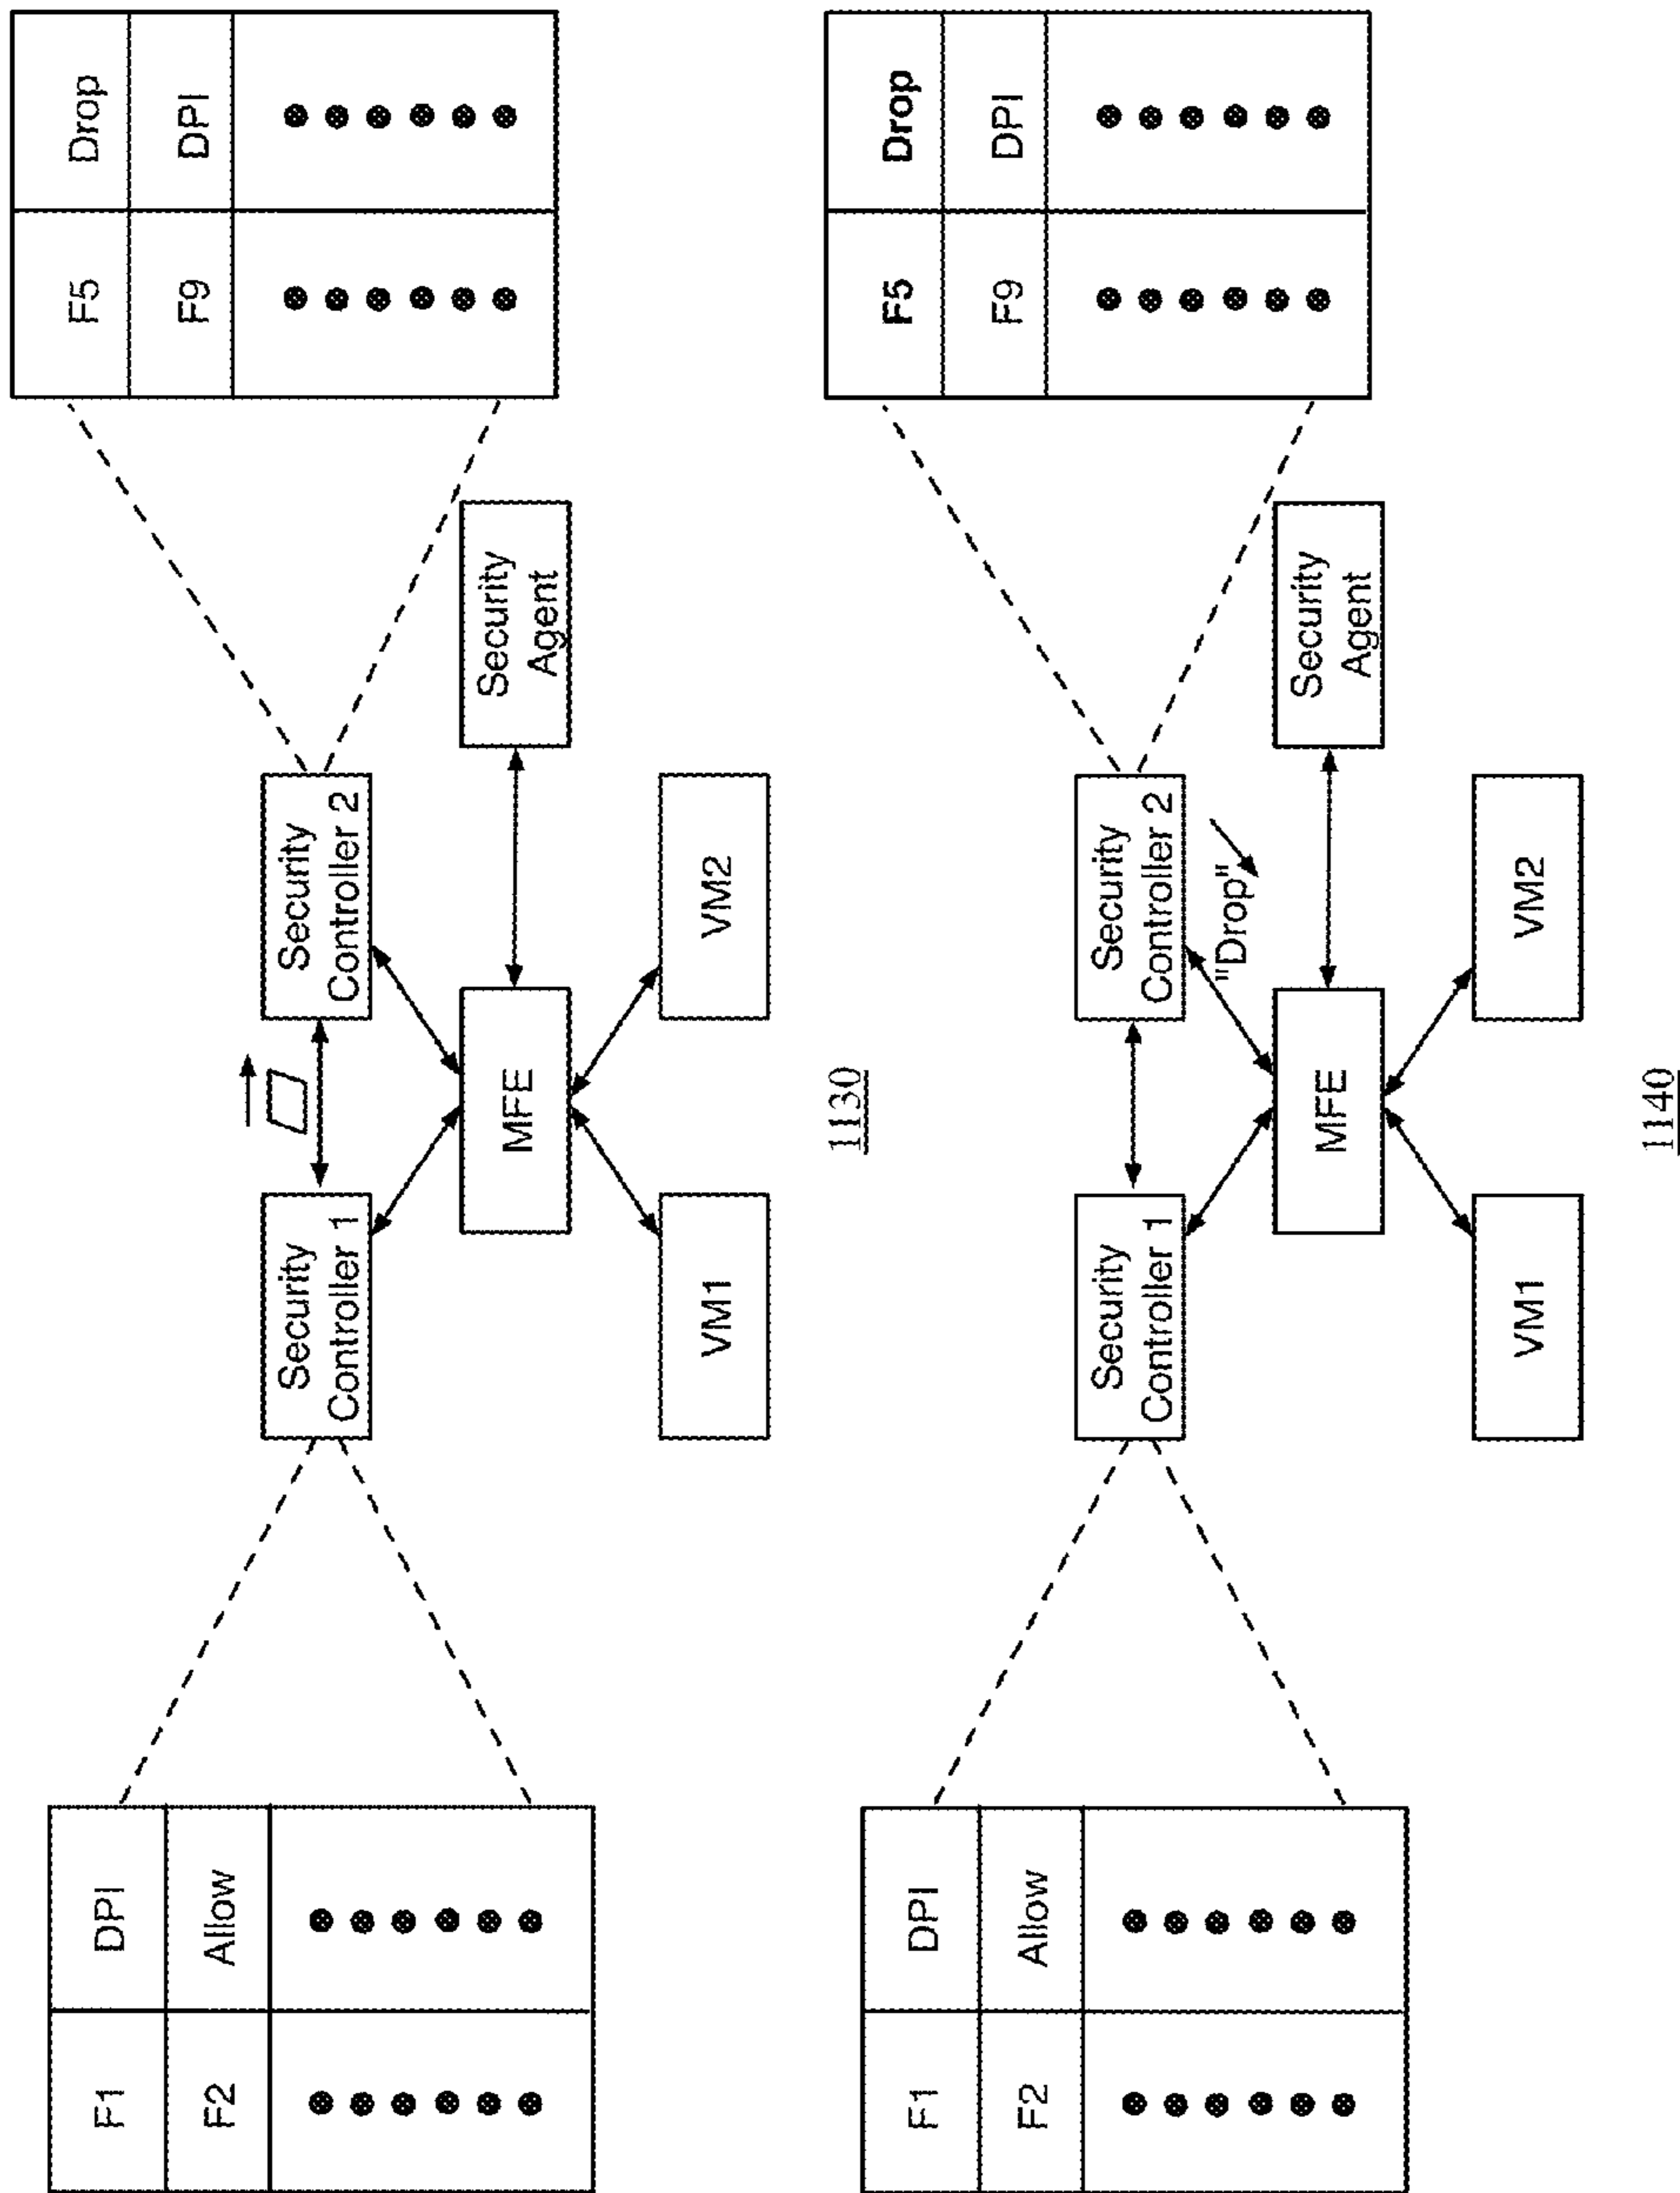 F1 DPI
F2 Allow
Security
Controller 1
Security
Controller 2
MFE
Security
Agent
VM1
VM2
F5 Drop
F9 DPI
1130
F1 DPI
F2 Allow
Security
Controller 1
Security
Controller 2
"Drop"
MFE
Security
Agent
VM1
VM2
F5 Drop
F9 DPI
1140